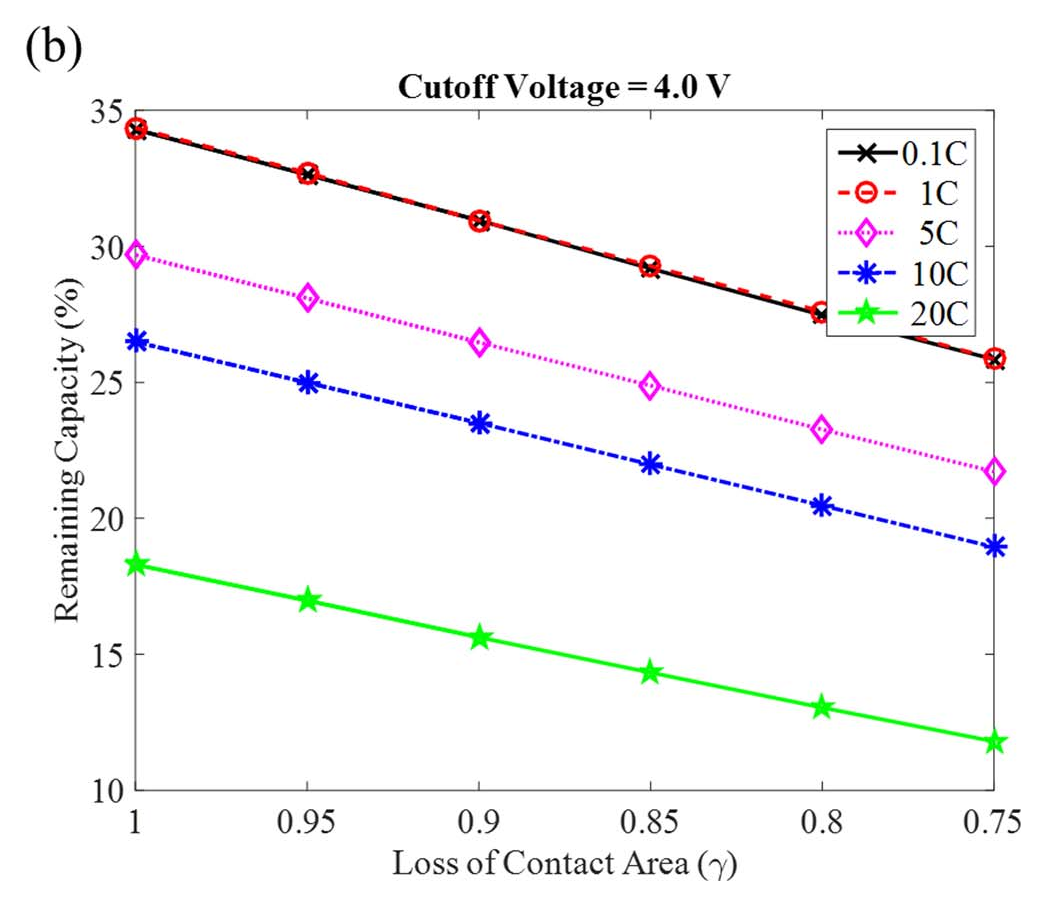 (b)
Cutoff Voltage = 4.0 V
35
30
25
20
15
10
Remaining Capacity (%)
0.1C
1C
5C
10C
20C
1 0.95 0.9 0.85 0.8 0.75
Loss of Contact Area (γ)